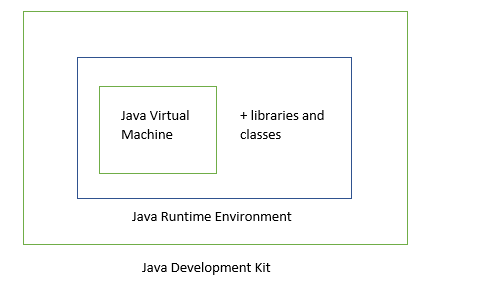 Java Virtual
Machine
+ libraries and
classes
Java Runtime Environment
Java Development Kit